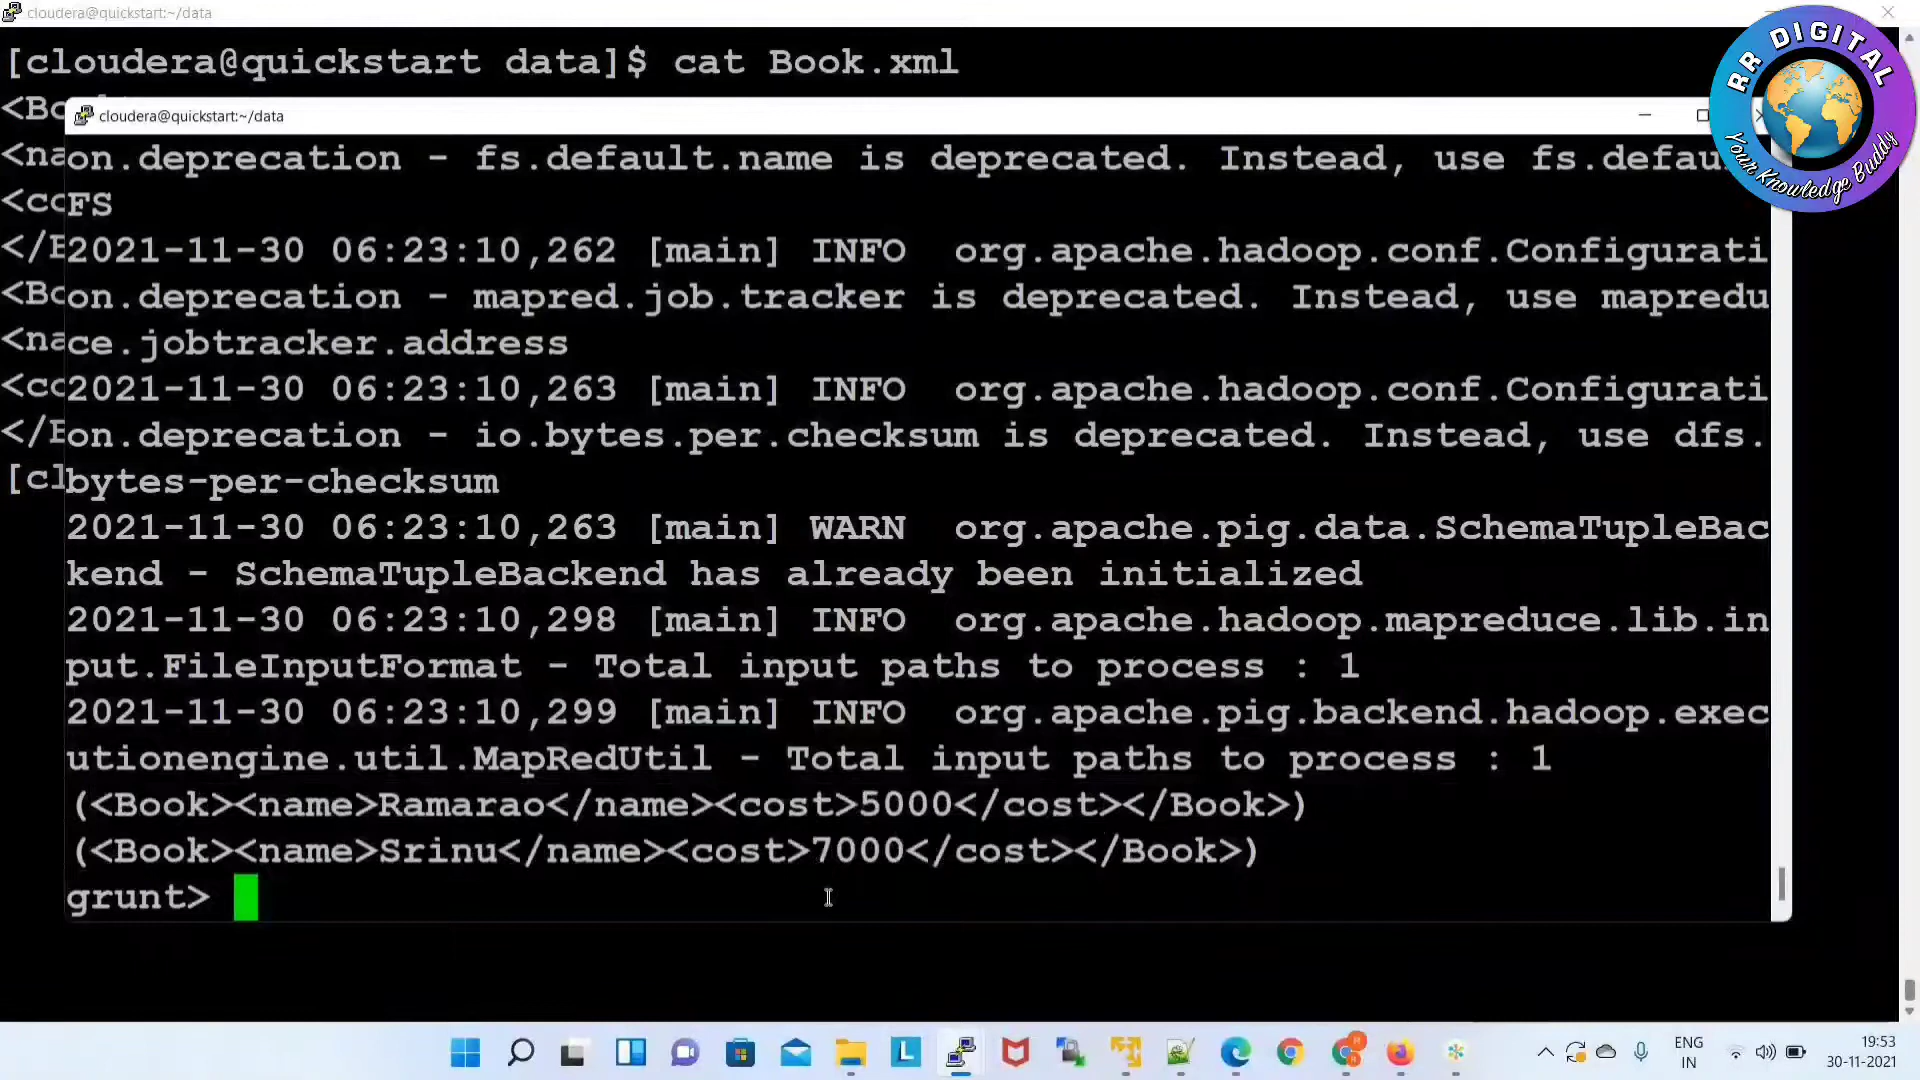 cloudera@quickstart:~/data
[cloudera@quickstart data]$ cat Book.xml
<Bo
cloudera@quickstart:~/data
<na
<co
</B
<Bo
<na
<co
</B
[cl
on.deprecation - fs.default.name is deprecated. Instead, use fs.defau
FS
2021-11-30 06:23:10,262 [main] INFO  org.apache.hadoop.conf.Configurati
on.deprecation - mapred.job.tracker is deprecated. Instead, use mapredu
ce.jobtracker.address
2021-11-30 06:23:10,263 [main] INFO  org.apache.hadoop.conf.Configurati
on.deprecation - io.bytes.per.checksum is deprecated. Instead, use dfs.
bytes-per-checksum
2021-11-30 06:23:10,263 [main] WARN  org.apache.pig.data.SchemaTupleBac
kend - SchemaTupleBackend has already been initialized
2021-11-30 06:23:10,298 [main] INFO  org.apache.hadoop.mapreduce.lib.in
put.FileInputFormat - Total input paths to process : 1
2021-11-30 06:23:10,299 [main] INFO  org.apache.pig.backend.hadoop.exec
utionengine.util.MapRedUtil - Total input paths to process : 1
(<Book><name>Ramarao</name><cost>5000</cost></Book>)
(<Book><name>Srinu</name><cost>7000</cost></Book>)
grunt>
RR DIGITAL
Your Knowledge Buddy
ENG
IN
19:53
30-11-2021